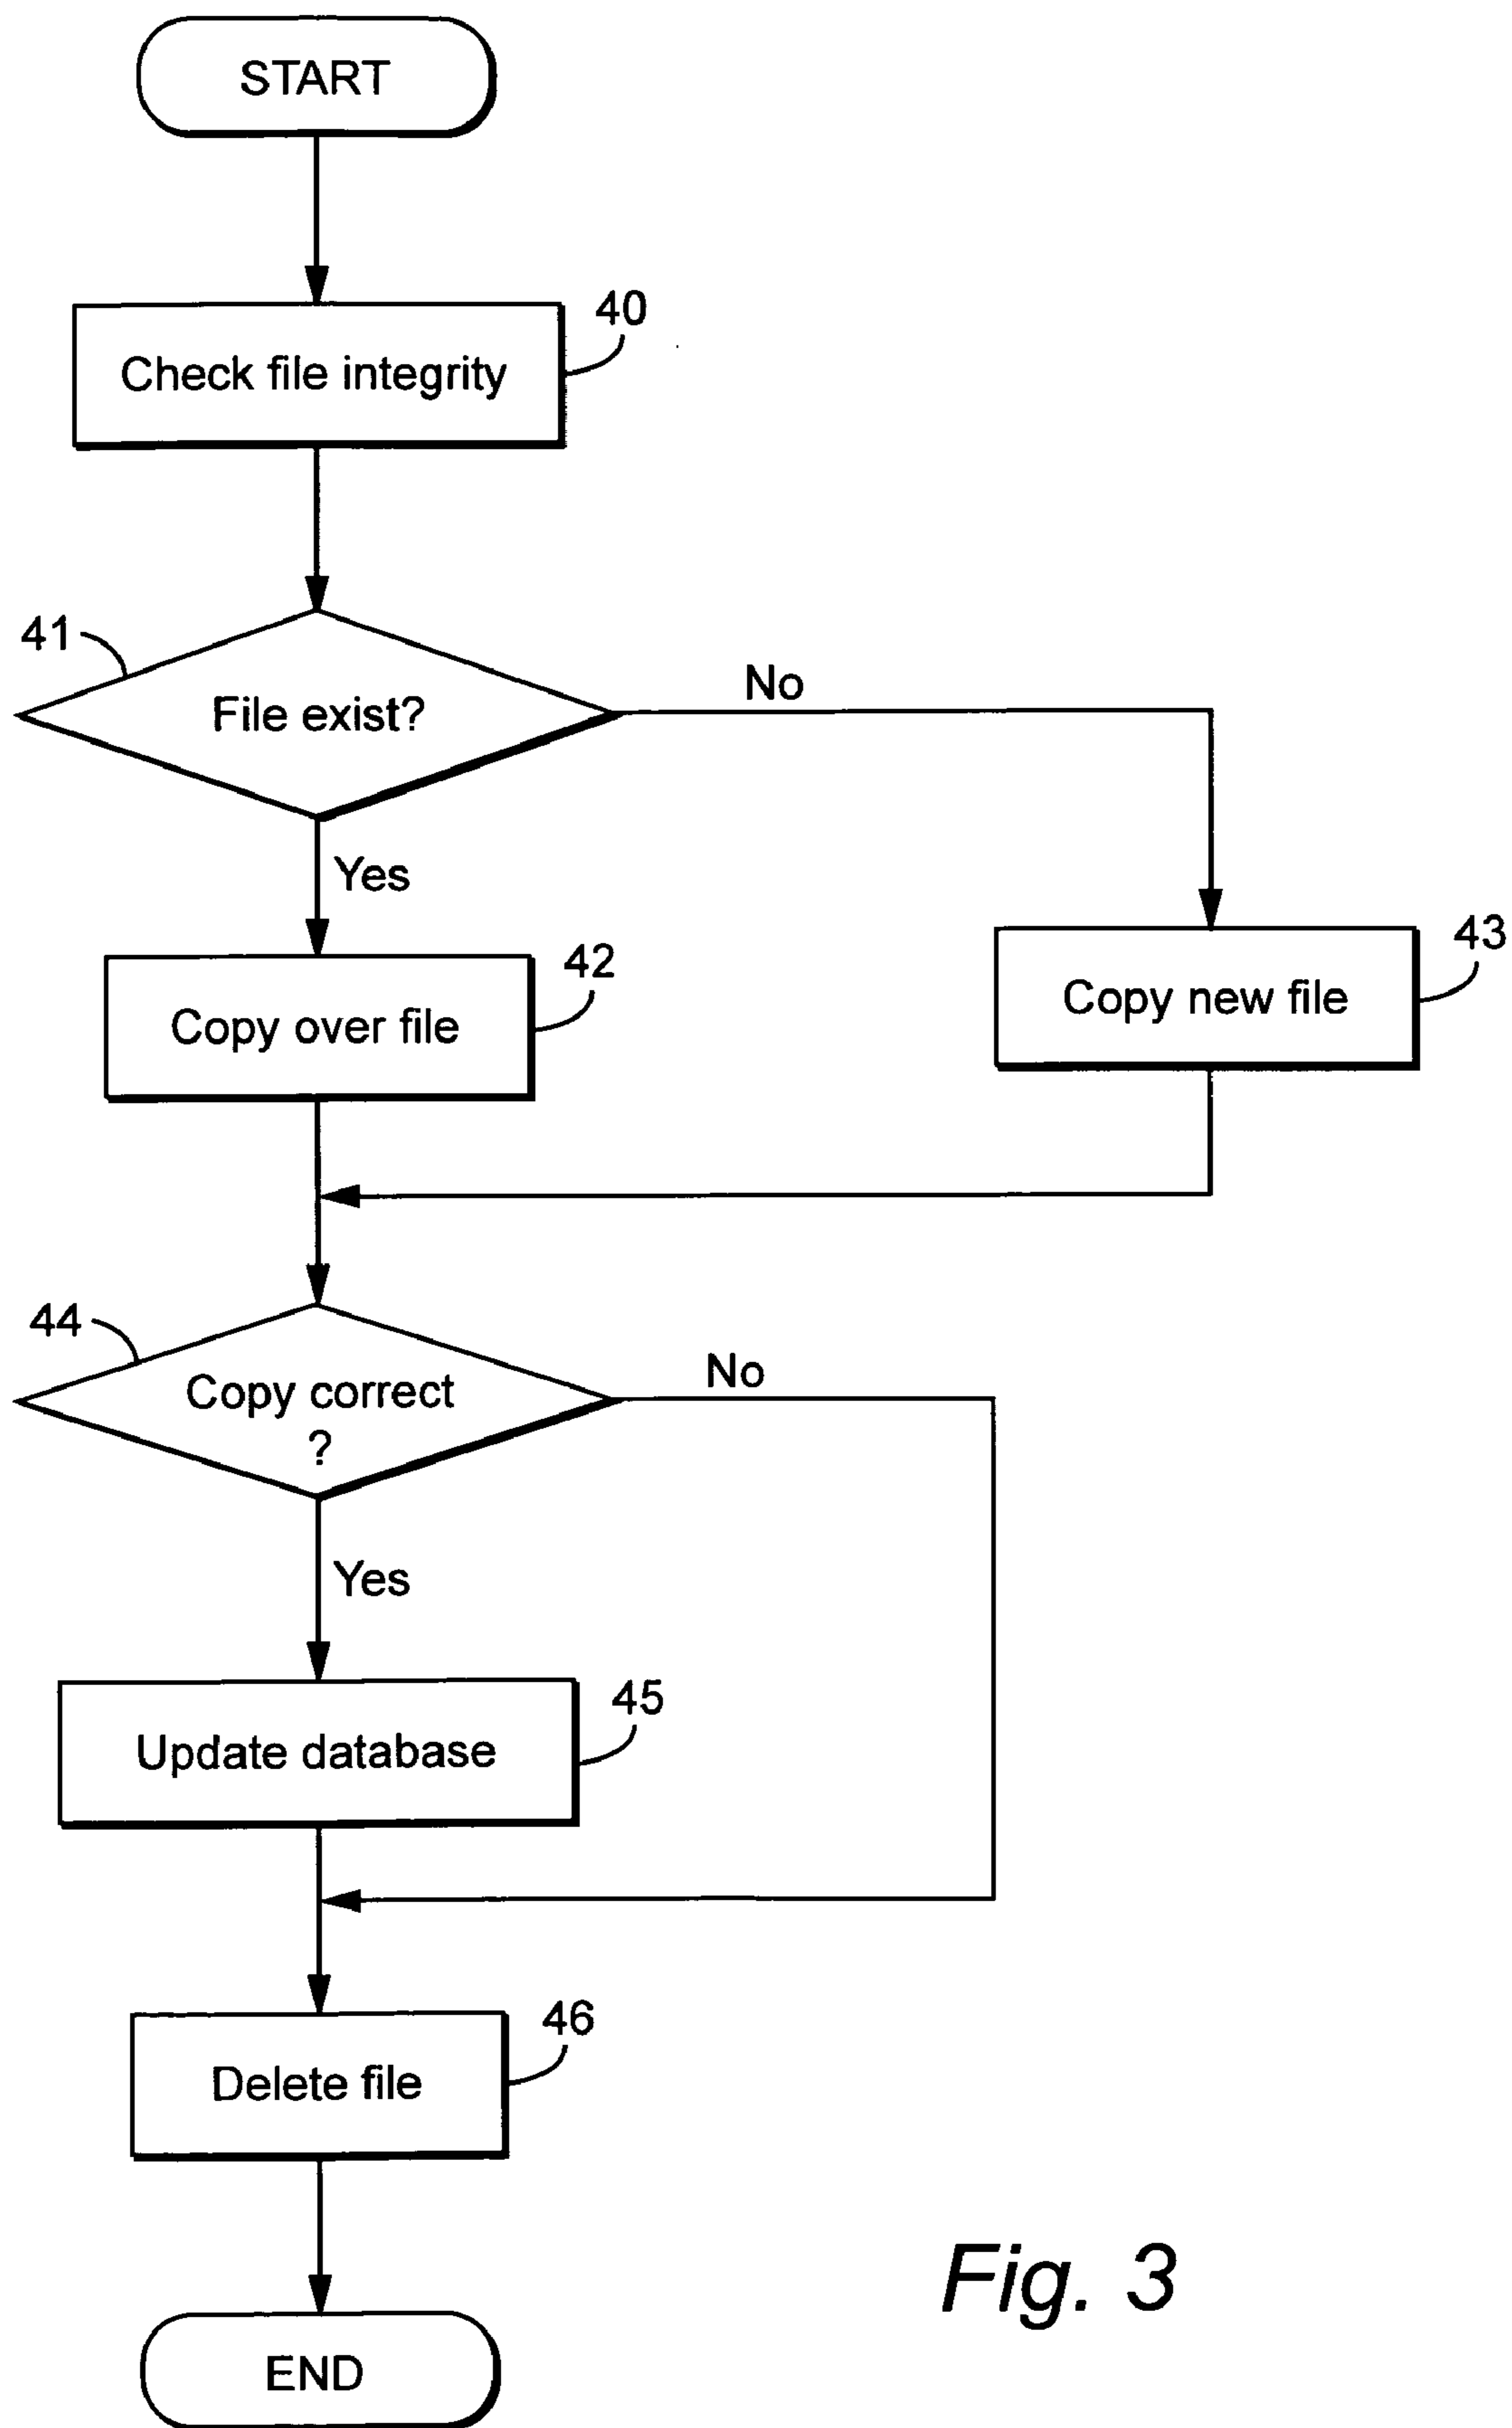 START
40
Check file integrity
41
File exist?
No
Yes
42
Copy over file
43
Copy new file
44
Copy correct
?
No
Yes
45
Update database
46
Delete file
END
Fig. 3